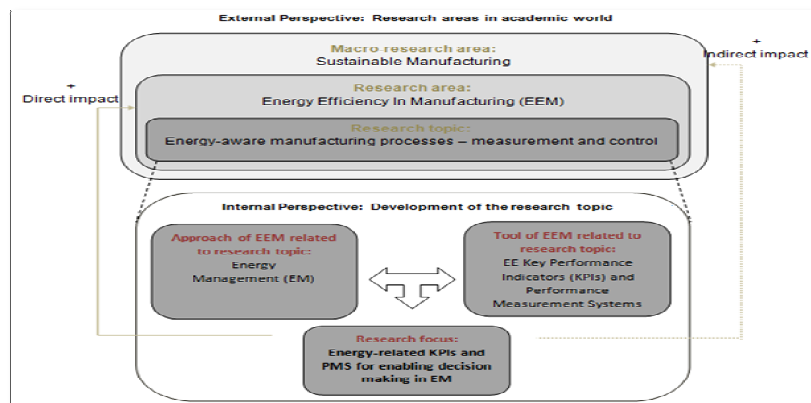 External Perspective: Research areas in academic world
+
Indirect impact
Macro-research area:
Sustainable Manufacturing
+
Direct impact
Research area:
Energy Efficiency In Manufacturing (EEM)
Research topic:
Energy-aware manufacturing processes – measurement and control
Internal Perspective: Development of the research topic
Approach of EEM related
to research topic:
Energy
Management (EM)
Tool of EEM related to
research topic:
EE Key Performance
Indicators (KPIs) and
Performance
Measurement Systems
Research focus:
Energy-related KPIs and
PMS for enabling decision
making in EM